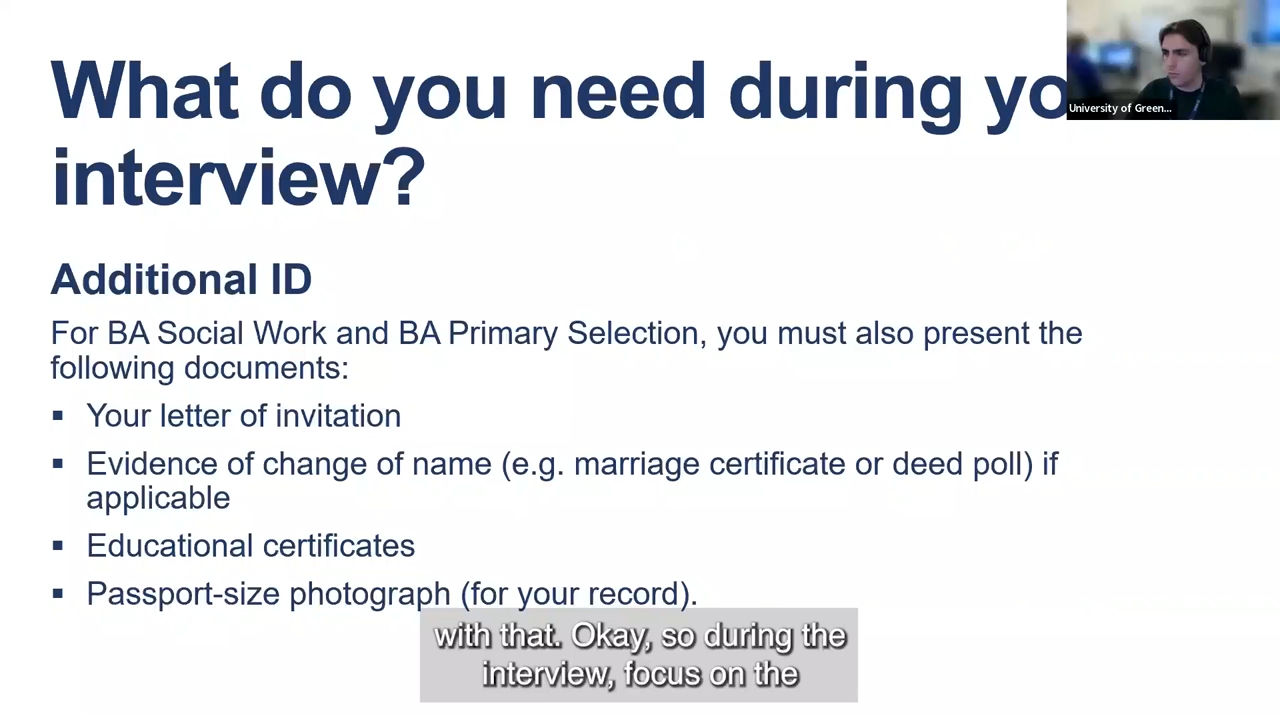 What do you need during yo
interview?
University of Green...
Additional ID
For BA Social Work and BA Primary Selection, you must also present the
following documents:
▪ Your letter of invitation
▪ Evidence of change of name (e.g. marriage certificate or deed poll) if
applicable
▪ Educational certificates
▪ Passport-size photograph (for your record).
with that. Okay, so during the
interview, focus on the